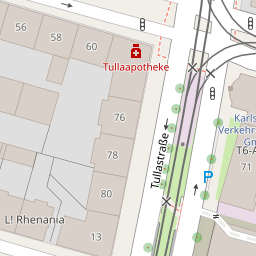 56
58
60
Tullaapotheke
76
Karls
Verkehr
Gm
T6-A
71
78
Tullastraße
P
80
L! Rhenania
13